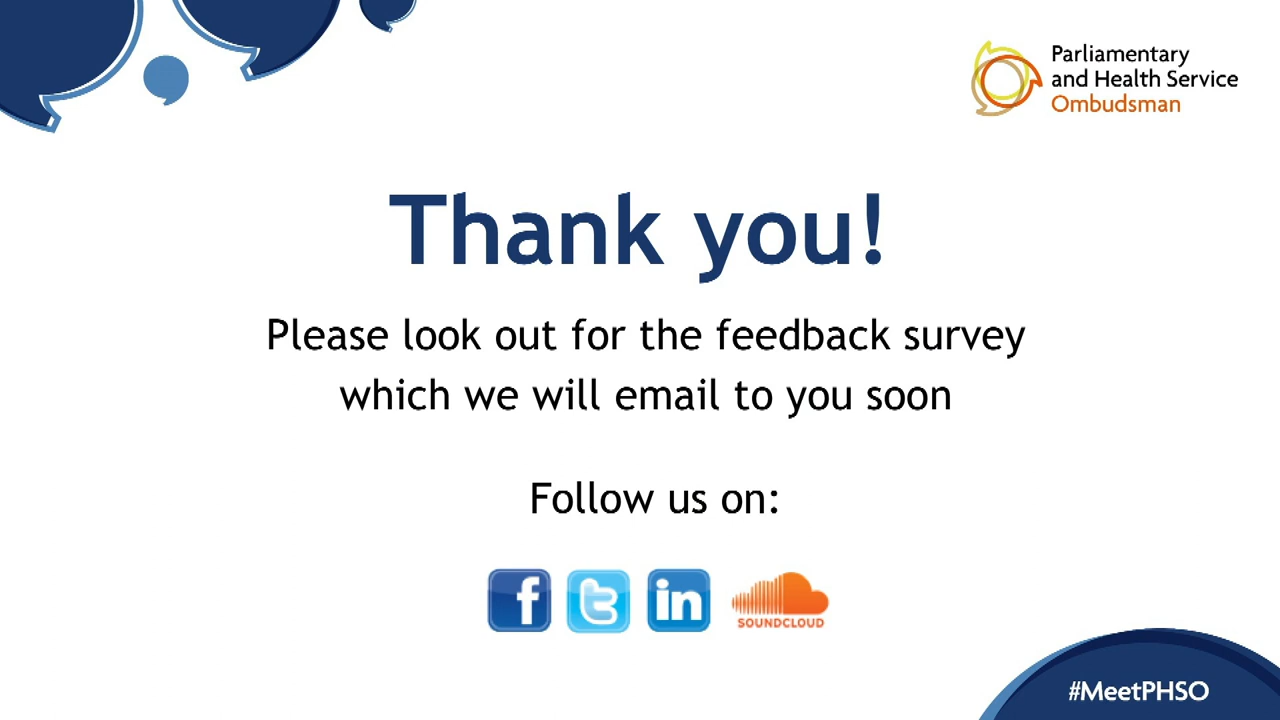 Parliamentary
and Health Service
Ombudsman
Thank you!
Please look out for the feedback survey
which we will email to you soon
Follow us on:
f t in SOUNDCLOUD
#MeetPHSO